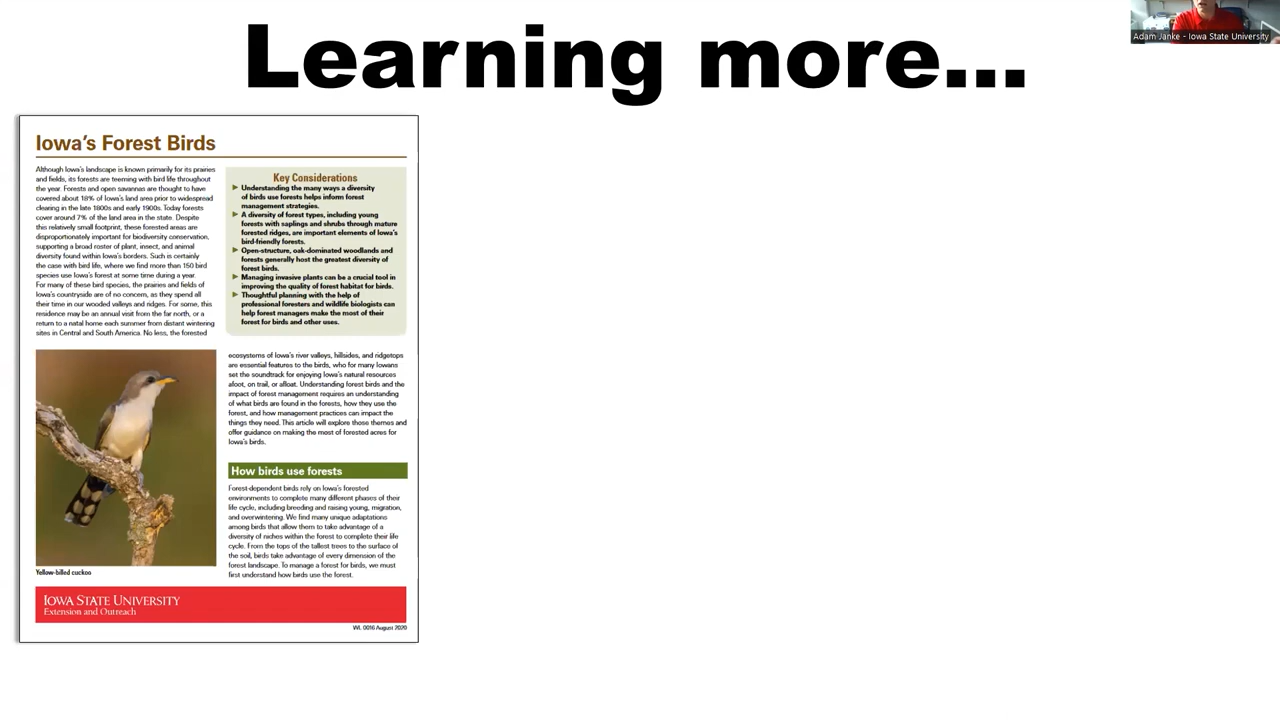 Learning more...
Adam Janke - Iowa State University
Iowa's Forest Birds
Although Iowa's landscape is known primarily for its prairies
and fields, its forests are teeming with bird life throughout
the year. Forests and open savannas are thought to have
covered about 18% of Iowa's land area prior to widespread
clearing in the late 1800s and early 1900s. Today forests
cover around 7% of the land area in the state. Despite
this relatively small footprint, these forested areas are
disproportionately important for biodiversity conservation,
supporting a broad roster of plant, insect, and animal
diversity found within Iowa's borders. Such is certainly
the case with bird life, where we find more than 150 bird
species use Iowa's forest at some time during a year.
For many of these bird species, the prairies and fields of
Iowa's countryside are of no concern, as they spend all
their time in our wooded valleys and ridges. For some, this
residence may be an annual visit from the far north, or a
return to a natal home each summer from distant wintering
sites in Central and South America. No less, the forested
Key Considerations
► Understanding the many ways a diversity
of birds use forests helps inform forest
management strategies.
► A diversity of forest types, including young
forests with saplings and shrubs through mature
forested ridges, are important elements of Iowa's
bird-friendly forests.
► Open-structure, oak-dominated woodlands and
forests generally host the greatest diversity of
forest birds.
► Managing invasive plants can be a crucial tool in
improving the quality of forest habitat for birds.
► Thoughtful planning with the help of
professional foresters and wildlife biologists can
help forest managers make the most of their
forest for birds and other uses.
ecosystems of Iowa's river valleys, hillsides, and ridgetops
are essential features to the birds, who for many Iowans
set the soundtrack for enjoying Iowa's natural resources
afoot, on trail, or afloat. Understanding forest birds and the
impact of forest management requires an understanding
of what birds are found in the forests, how they use the
forest, and how management practices can impact the
things they need. This article will explore those themes and
offer guidance on making the most of forested acres for
Iowa's birds.
How birds use forests
Forest-dependent birds rely on Iowa's forested
environments to complete many different phases of their
life cycle, including breeding and raising young, migration,
and overwintering. We find many unique adaptations
among birds that allow them to take advantage of a
diversity of niches within the forest to complete their life
cycle. From the tops of the tallest trees to the surface of
the soil, birds take advantage of every dimension of the
forest landscape. To manage a forest for birds, we must
first understand how birds use the forest.
Yellow-billed cuckoo
IOWA STATE UNIVERSITY
Extension and Outreach
WL 0016 August 2020